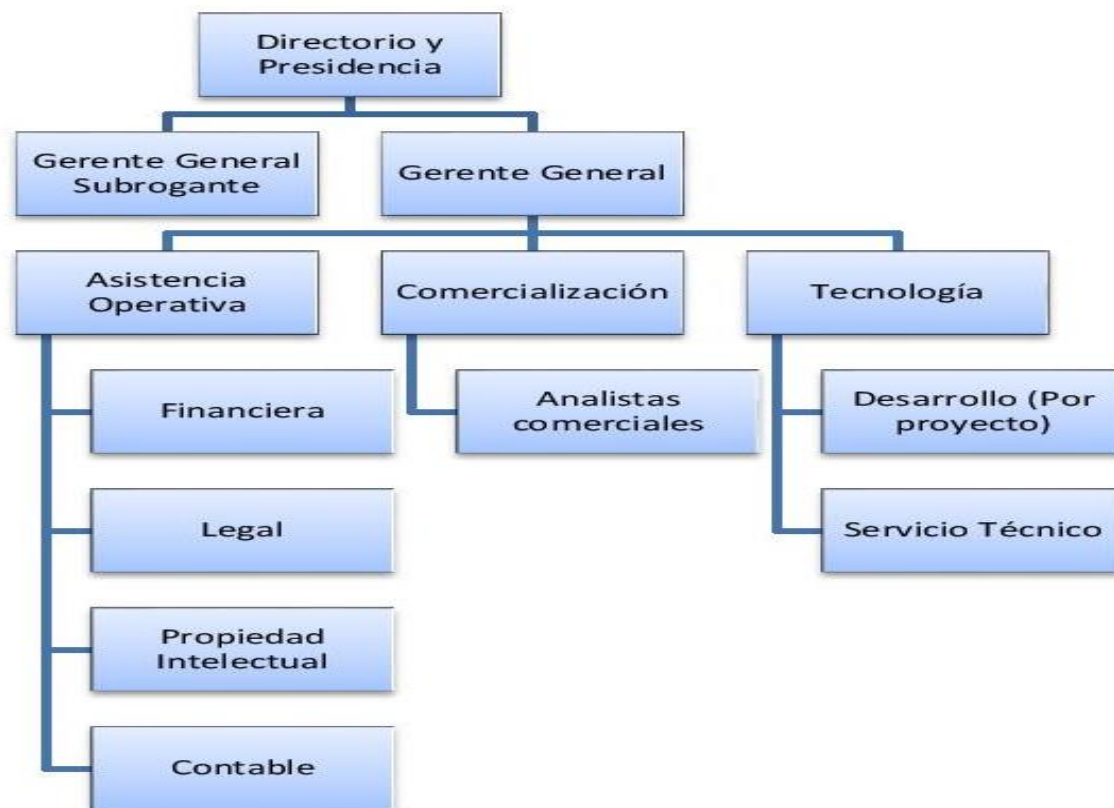 Directorio y
Presidencia
Gerente General
Subrogante
Gerente General
Asistencia
Operativa
Comercialización
Tecnología
Financiera
Legal
Propiedad
Intelectual
Contable
Analistas
comerciales
Desarrollo (Por
proyecto)
Servicio Técnico